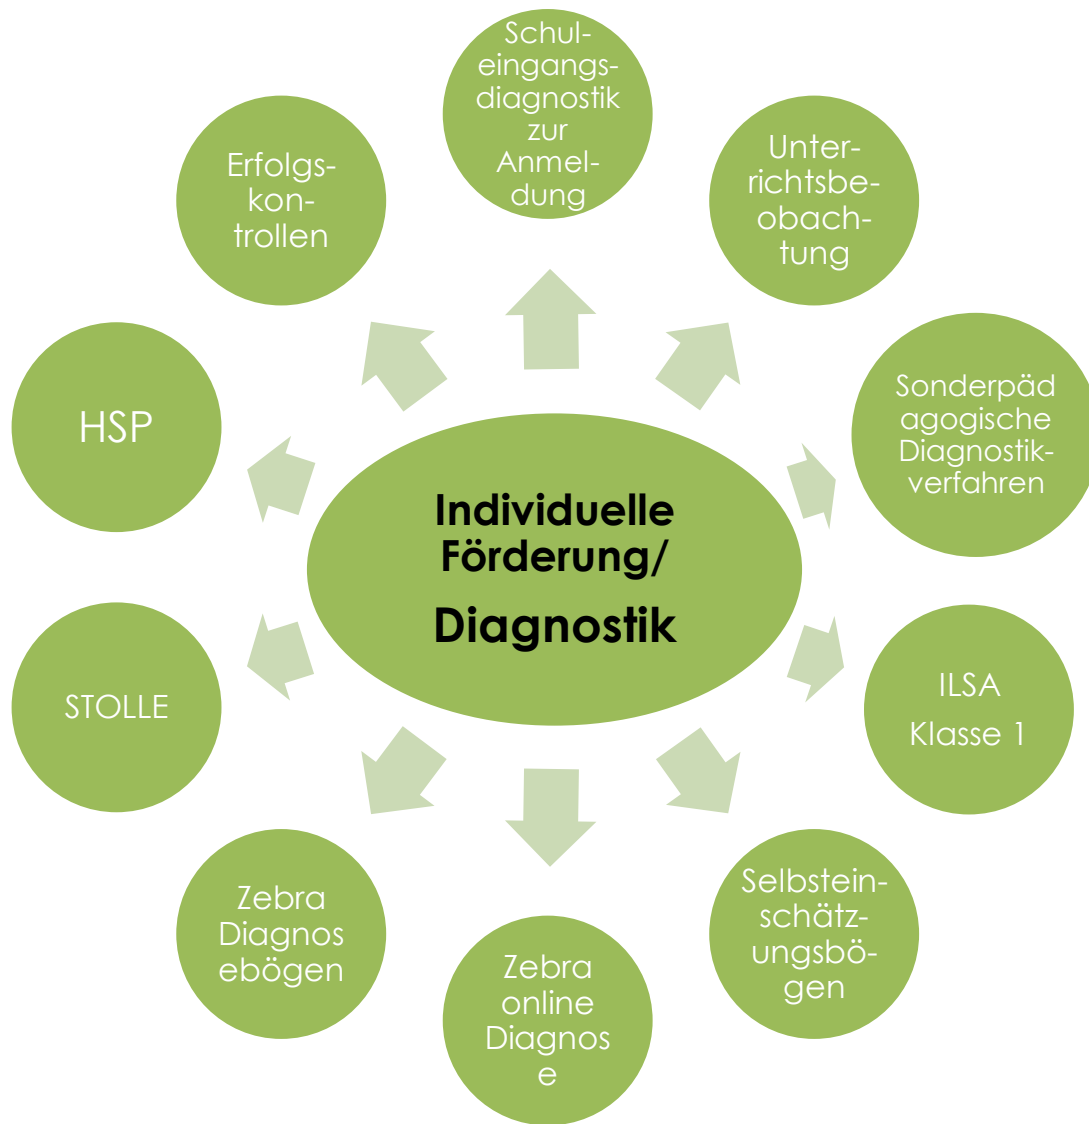 Schul-
eingangs-
diagnostik
zur
Anmel-
dung
Unter-
richtsbe-
obach-
tung
Sonderpäd
agogische
Diagnostik-
verfahren
ILSA
Klasse 1
Selbstein-
schätz-
ungsbö-
gen
Zebra
online
Diagnos
e
Zebra
Diagnos
ebögen
STOLLE
HSP
Erfolgs-
kon-
trollen
Individuelle
Förderung/
Diagnostik